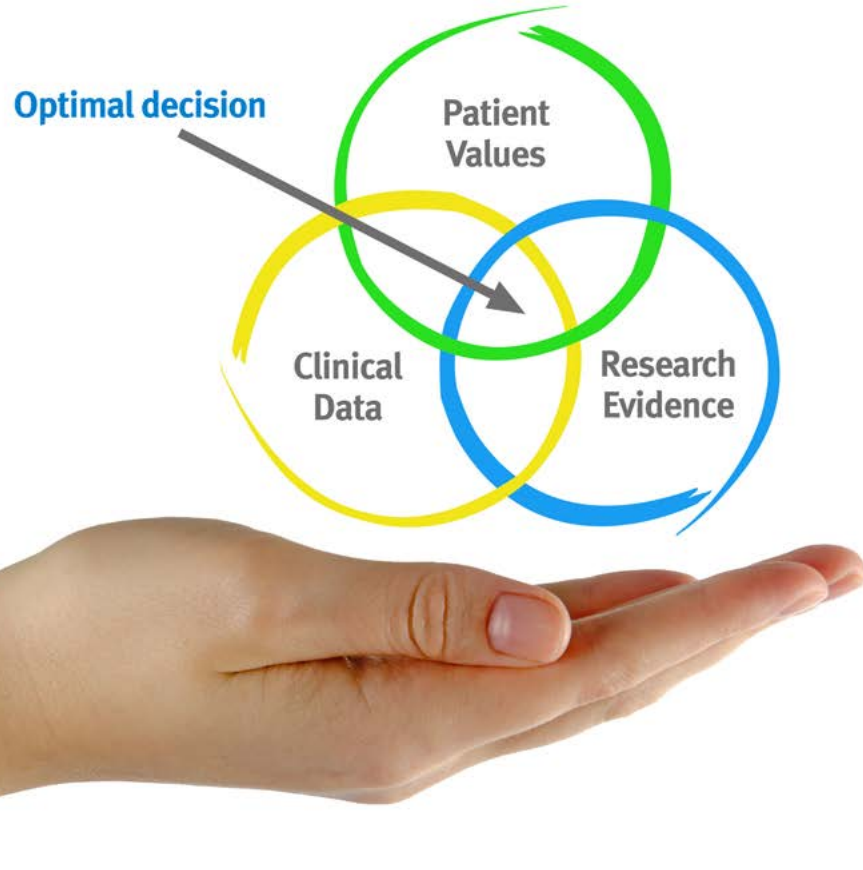 Optimal decision
Patient
Values
Clinical
Data
Research
Evidence